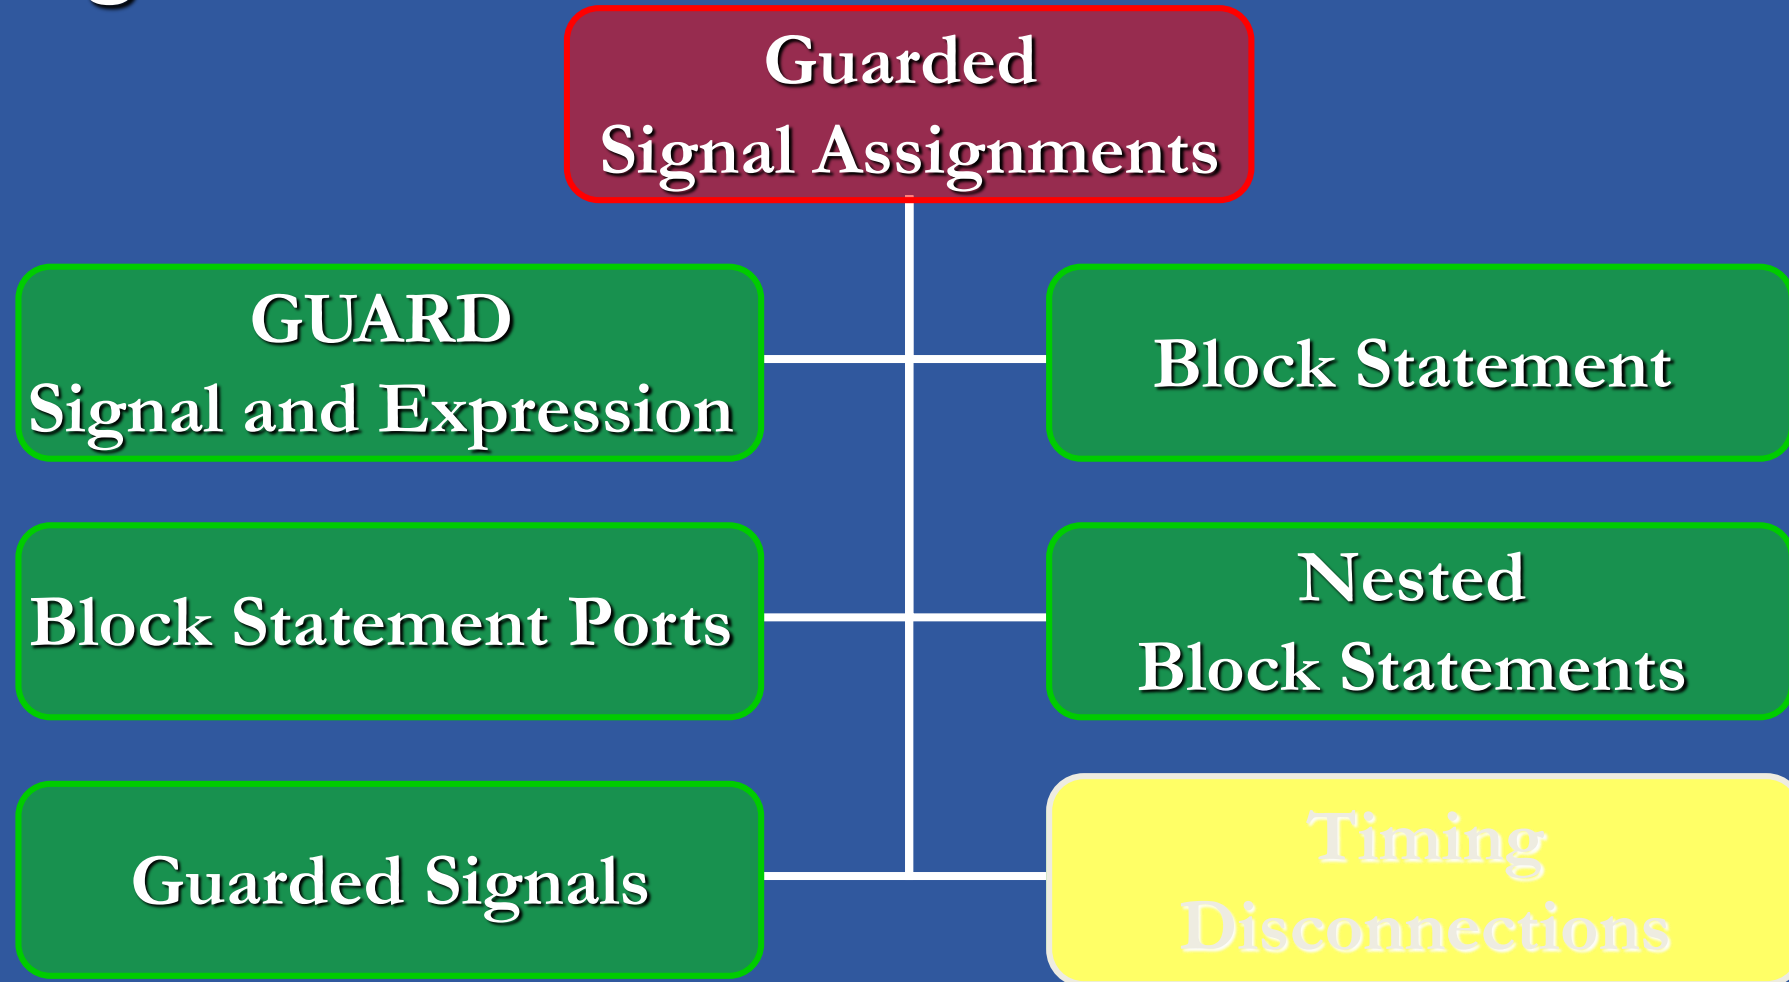 Guarded
Signal Assignments
GUARD
Signal and Expression
Block Statement
Block Statement Ports
Nested
Block Statements
Guarded Signals
Timing
Disconnections